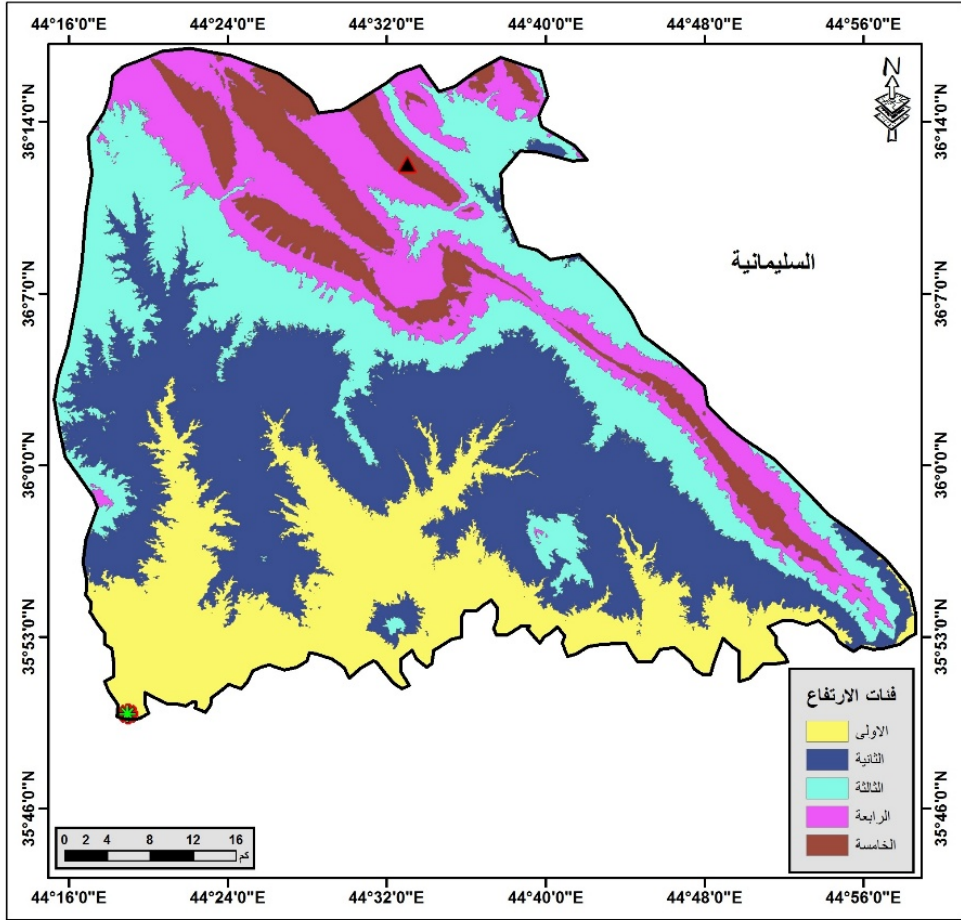 44°16'0"E 44°24'0"E 44°32'0"E 44°40'0"E 44°48'0"E 44°56'0"E
N
36°14'0"N 36°14'0"N
السليمانية
36°7'0"N 36°7'0"N
36°0'0"N 36°0'0"N
35°53'0"N 35°53'0"N
فئات الارتفاع
الاولى
الثانية
الثالثة
الرابعة
الخامسة
35°46'0"N 35°46'0"N
0 2 4 8 12 16
كم
44°16'0"E 44°24'0"E 44°32'0"E 44°40'0"E 44°48'0"E 44°56'0"E